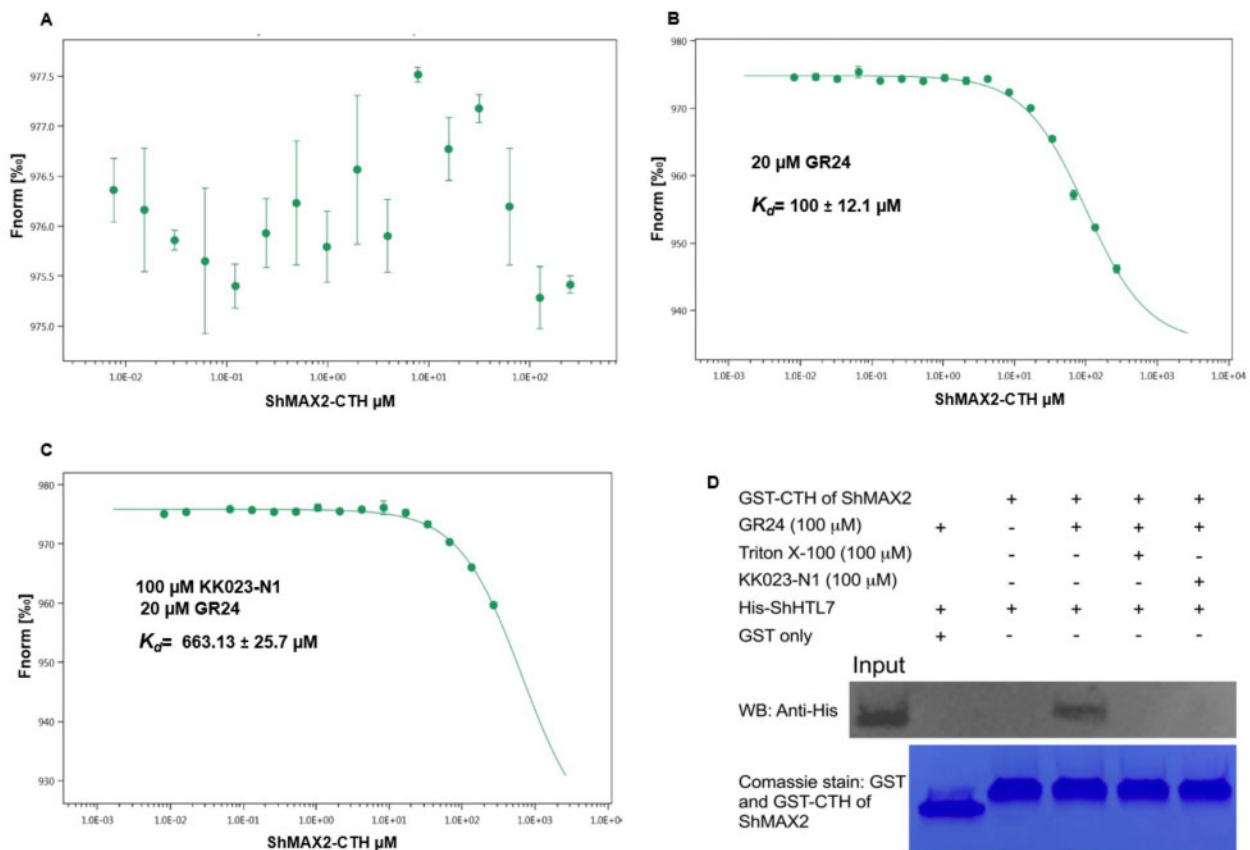 A
Fnorm [‰]
977.5
977.0
976.5
976.0
975.5
975.0
1.0E-02 1.0E-01 1.0E+00 1.0E+01 1.0E+02
ShMAX2-CTH µM
B
Fnorm [‰]
980
970
960
950
940
20 µM GR24
Kd= 100 ± 12.1 µM
1.0E-03 1.0E-02 1.0E-01 1.0E+00 1.0E+01 1.0E+02 1.0E+03 1.0E+04
ShMAX2-CTH µM
C
Fnorm [‰]
980
970
960
950
940
930
100 µM KK023-N1
20 µM GR24
Kd= 663.13 ± 25.7 µM
1.0E-03 1.0E-02 1.0E-01 1.0E+00 1.0E+01 1.0E+02 1.0E+03 1.0E+04
ShMAX2-CTH µM
D
GST-CTH of ShMAX2 + + + +
GR24 (100 µM) + - + + +
Triton X-100 (100 µM) - - + -
KK023-N1 (100 µM) - - - +
His-ShHTL7 + + + + +
GST only + - - - -
Input
WB: Anti-His
Comassie stain: GST
and GST-CTH of
ShMAX2